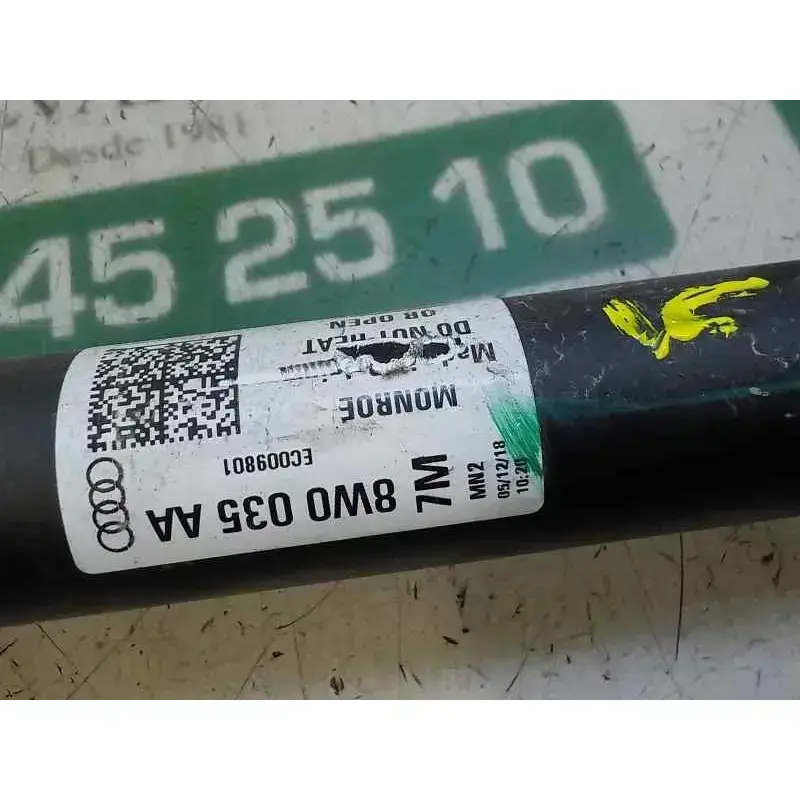 Desde 1981
45 25 10
8W0 035 AA
7M
EC009801
MONROE
MN2
05/12/18
10:20
DO NOT HEAT
OR OPEN